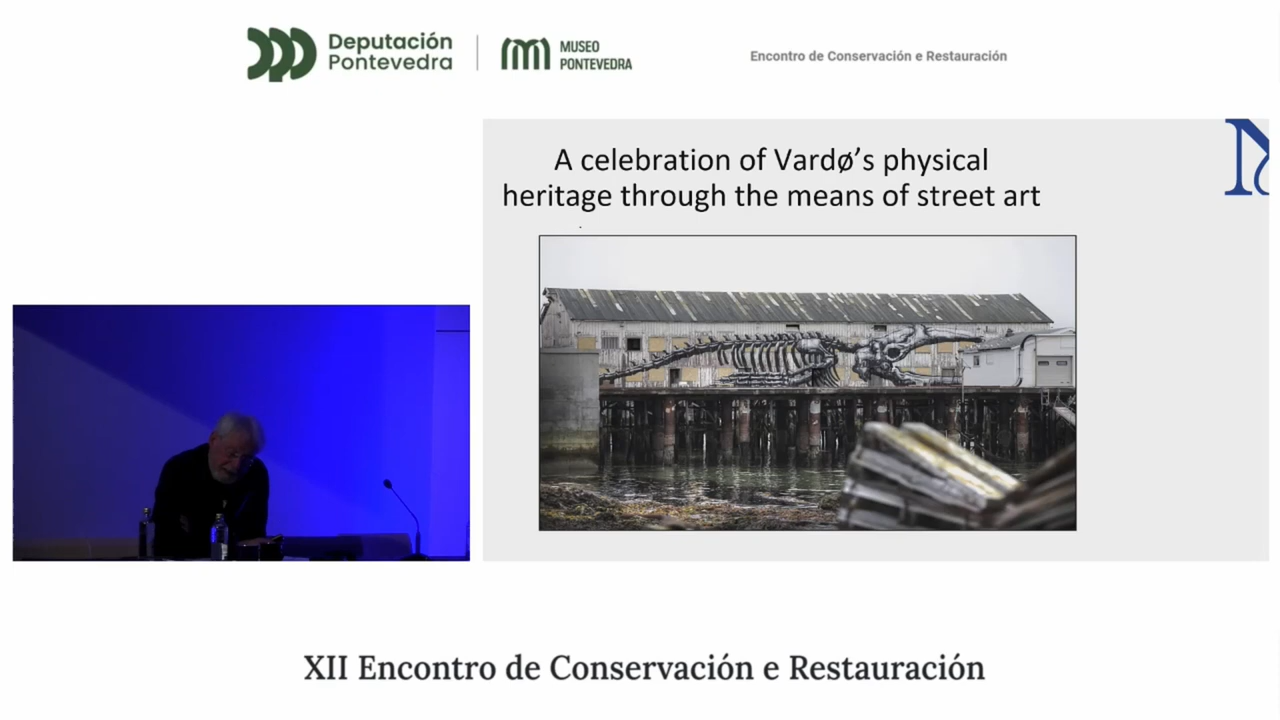 Deputación
Pontevedra
MUSEO
PONTEVEDRA
Encontro de Conservación e Restauración
A celebration of Vardø's physical
heritage through the means of street art
XII Encontro de Conservación e Restauración